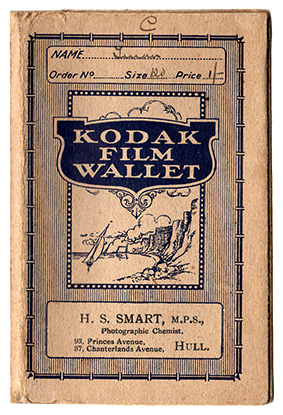 C
NAME
Order Nº Size Price 1/-
KODAK
FILM
WALLET
H. S. SMART, M.P.S.,
Photographic Chemist.
93, Princes Avenue,
37, Chanterlands Avenue, HULL.